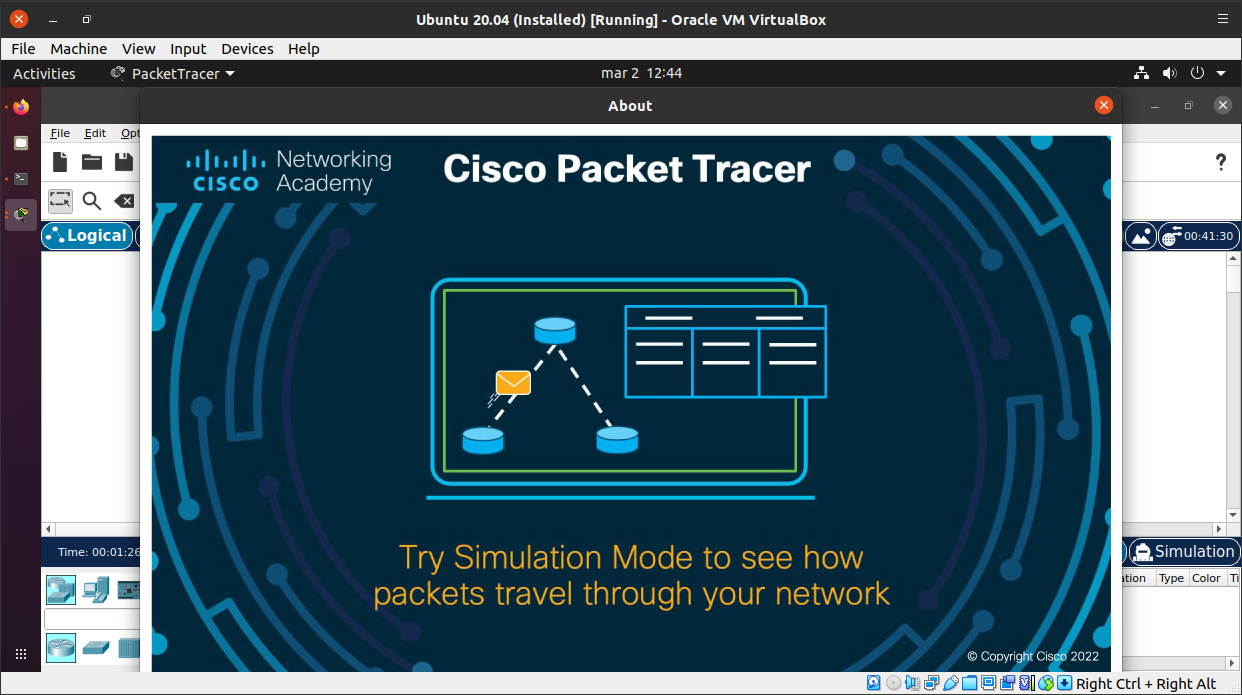 Ubuntu 20.04 (Installed) [Running] - Oracle VM VirtualBox
File Machine View Input Devices Help
Activities PacketTracer mar 2 12:44
About
File Edit Opt
CISCO Networking Academy
Cisco Packet Tracer
?
Logical
00:41:30
Try Simulation Mode to see how
packets travel through your network
Time: 00:01:26
Simulation
ation Type Color Ti
© Copyright Cisco 2022
Right Ctrl + Right Alt